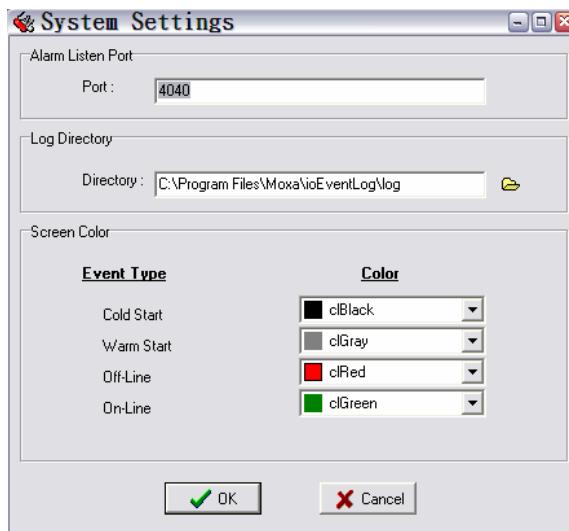 System Settings
Alarm Listen Port
Port :
4040
Log Directory
Directory :
C:\Program Files\Moxa\ioEventLog\log
Screen Color
Event Type
Color
Cold Start
clBlack
Warm Start
clGray
Off-Line
clRed
On-Line
clGreen
OK
Cancel